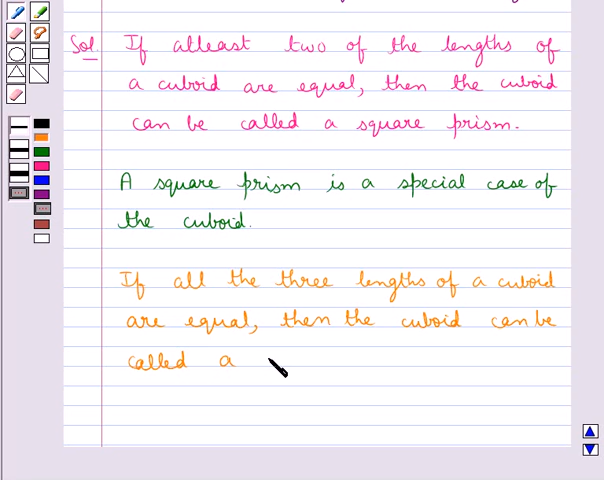 Sol. If atleast two of the lengths of
a cuboid are equal, then the cuboid
can be called a square prism.
A square prism is a special case of
the cuboid.
If all the three lengths of a cuboid
are equal, then the cuboid can be
called a